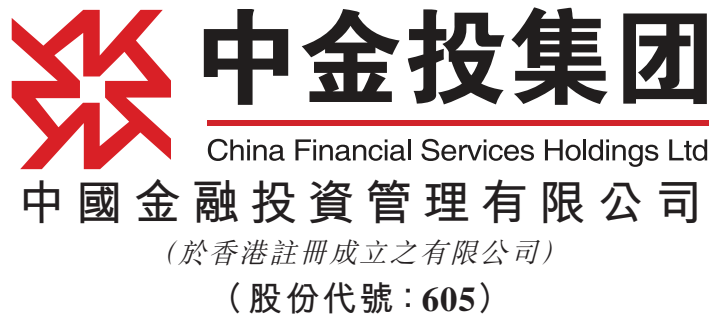 中金投集团
China Financial Services Holdings Ltd
中國金融投資管理有限公司
(於香港註冊成立之有限公司)
(股份代號:605)